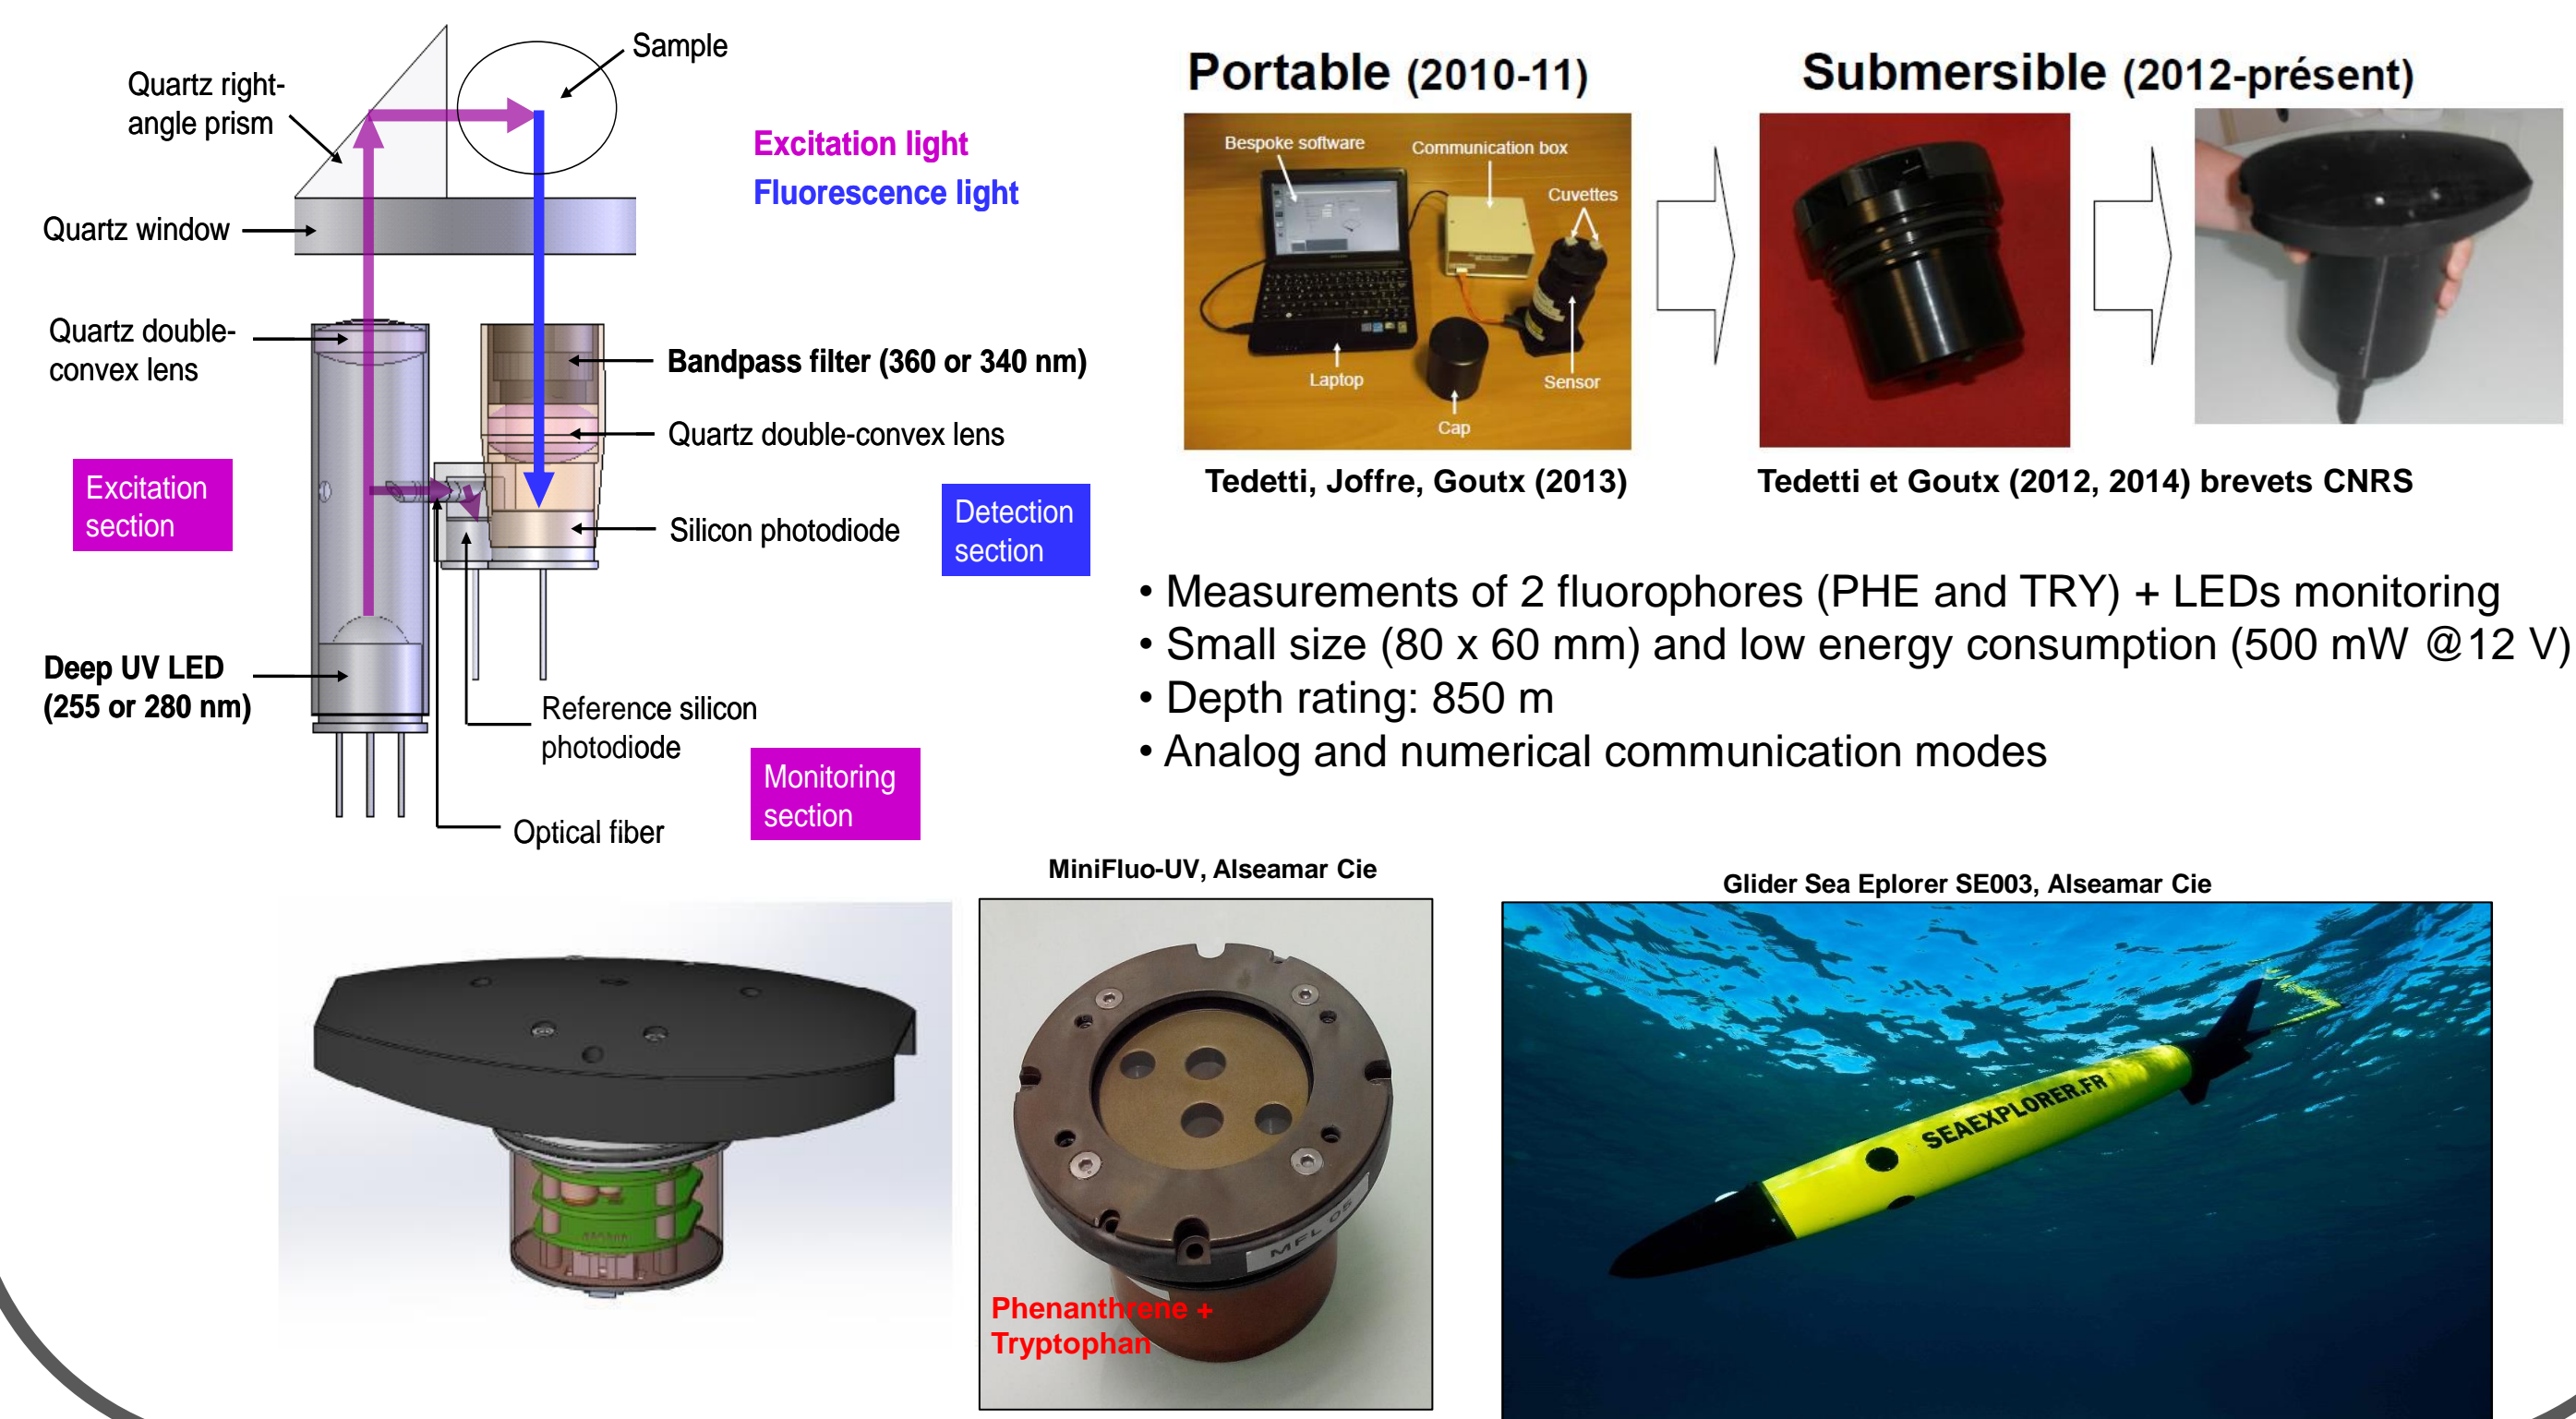 Sample
Quartz right-
angle prism
Excitation light
Fluorescence light
Quartz window
Quartz double-
convex lens
Bandpass filter (360 or 340 nm)
Quartz double-convex lens
Excitation
section
Silicon photodiode
Detection
section
Deep UV LED
(255 or 280 nm)
Reference silicon
photodiode
Monitoring
section
Optical fiber
Portable (2010-11)
Bespoke software
Communication box
Cuvettes
Laptop
Sensor
Cap
Tedetti, Joffre, Goutx (2013)
Submersible (2012-présent)
Tedetti et Goutx (2012, 2014) brevets CNRS
• Measurements of 2 fluorophores (PHE and TRY) + LEDs monitoring
• Small size (80 x 60 mm) and low energy consumption (500 mW @12 V)
• Depth rating: 850 m
• Analog and numerical communication modes
MiniFluo-UV, Alseamar Cie
MFL 05
Phenanthrene +
Tryptophan
Glider Sea Eplorer SE003, Alseamar Cie
SEAEXPLORER.FR